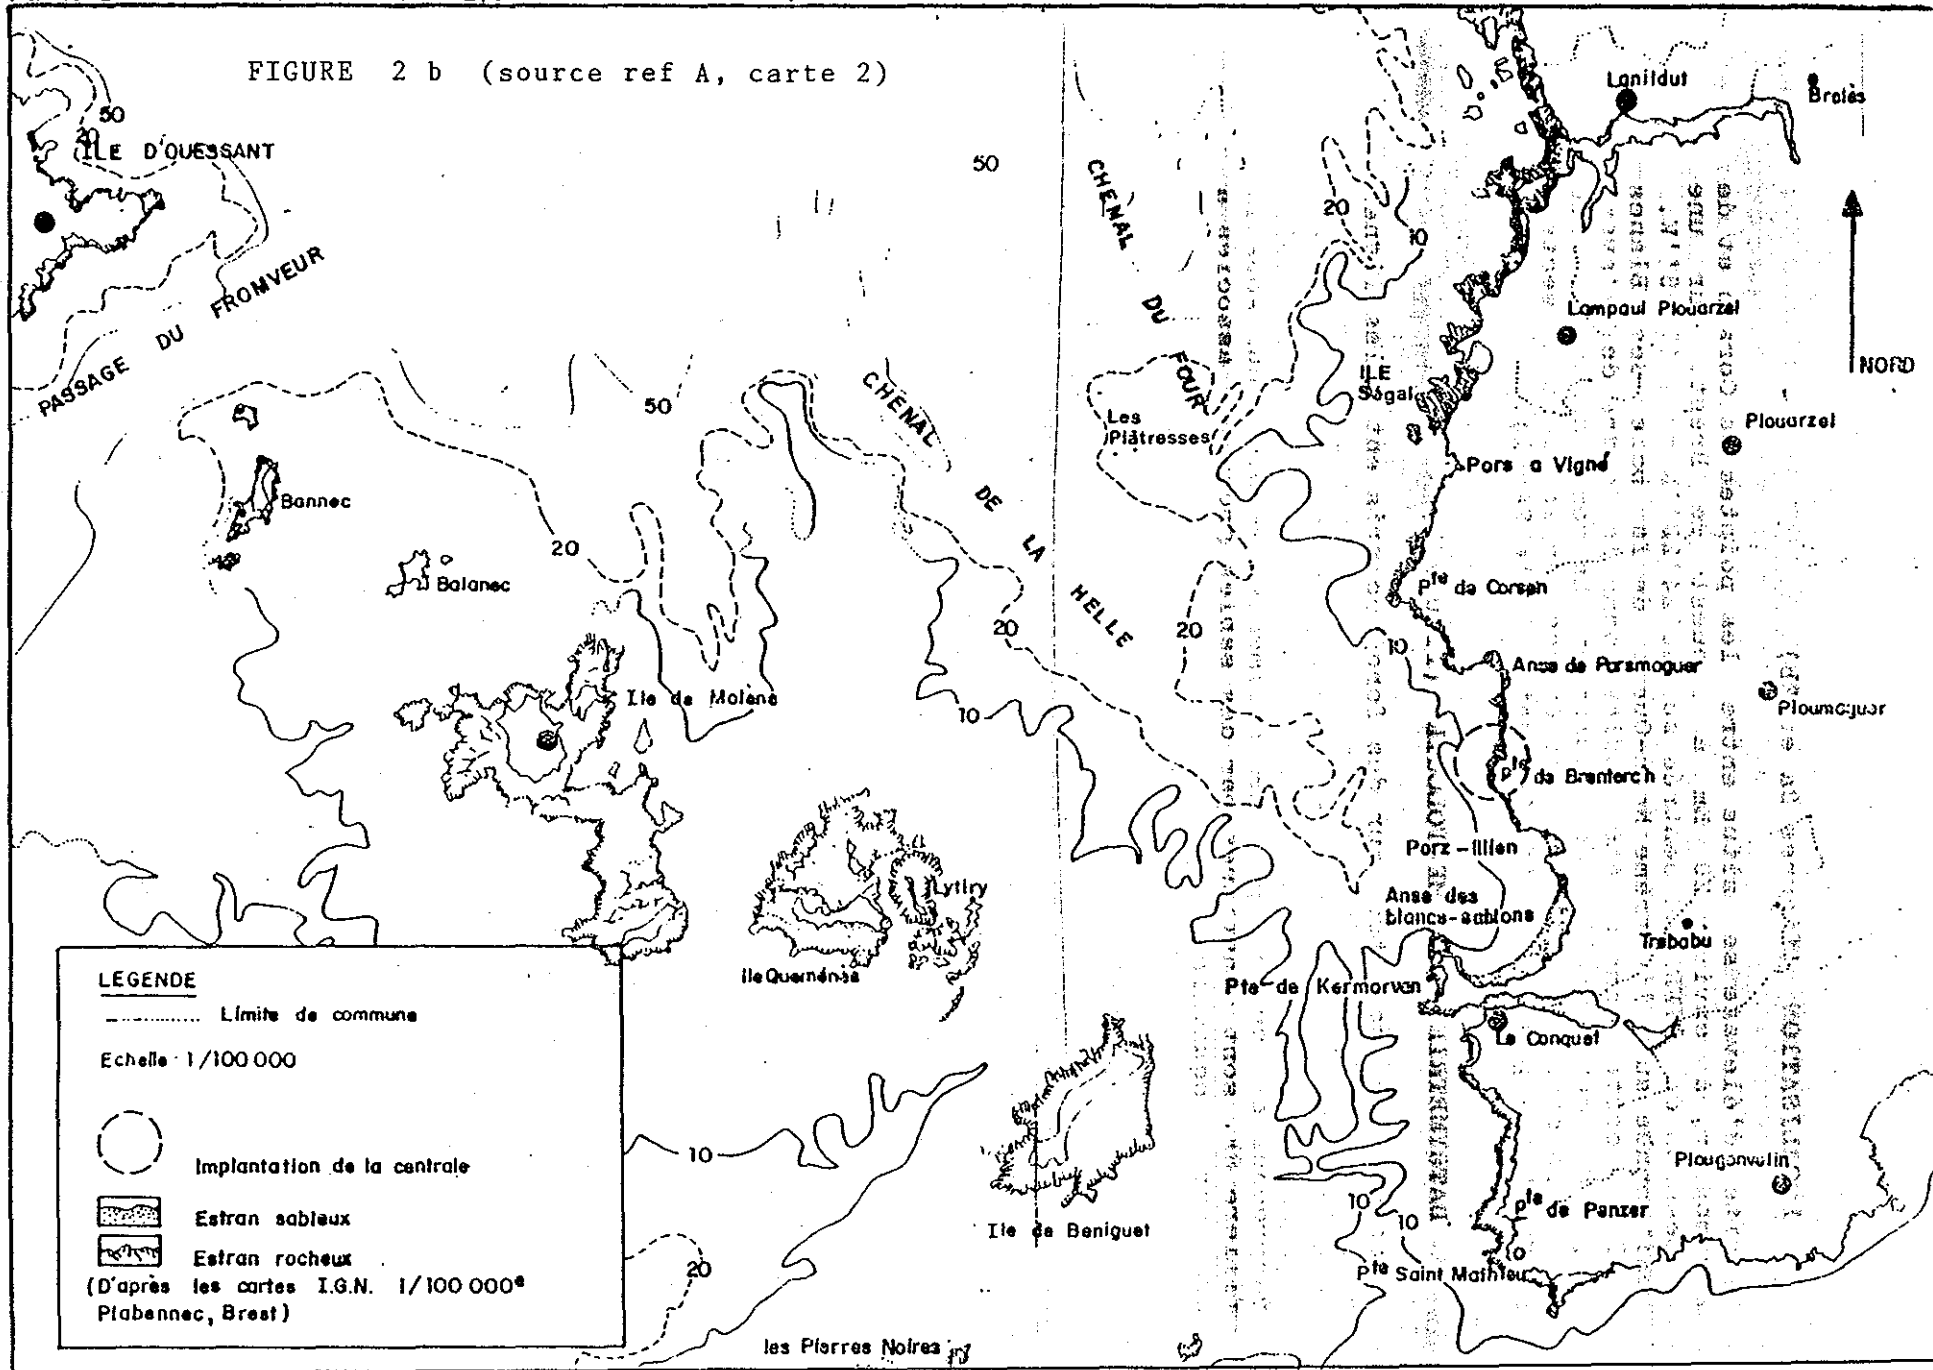 FIGURE 2 b (source ref A, carte 2)
50
20
ILE D'OUESSANT
PASSAGE DU FROMVEUR
50
CHENAL DU FOUR
20
10
Lanildut
Brelès
Lampaul Plouarzel
NORD
ILE
Ségal
Plouarzel
50
CHENAL DE LA HELLE
Les
Plâtresses
Pors a Vigné
Bannec
20
Balanec
Pte de Corsen
20
20
10
Anse de Porsmoguer
Ile de Molène
10
Ploumoguer
Pte de Brenterc'h
Porz-Illien
Lytiry
Anse des
blancs-sablons
Trébabu
Ile Quéménès
Pte de Kermorvan
Le Conquet
LEGENDE
Limite de commune
Echelle 1/100 000
Implantation de la centrale
Estran sableux
Estran rocheux
(D'après les cartes I.G.N. 1/100 000e
Plabennec, Brest)
10
20
Ile de Beniguet
10
10
Plougonvelin
Pte de Penzer
Pte Saint Mathieu
les Pierres Noires